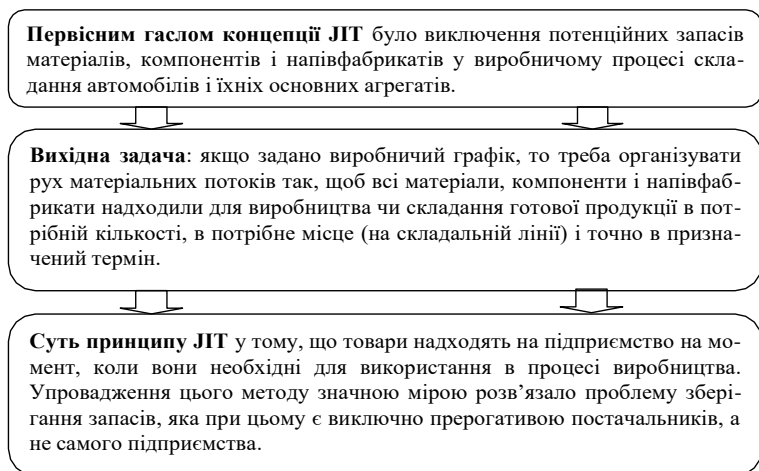 Первісним гаслом концепції JIT було виключення потенційних запасів
матеріалів, компонентів і напівфабрикатів у виробничому процесі скла-
дання автомобілів і їхніх основних агрегатів.
Вихідна задача: якщо задано виробничий графік, то треба організувати
рух матеріальних потоків так, щоб всі матеріали, компоненти і напівфаб-
рикати надходили для виробництва чи складання готової продукції в пот-
рібній кількості, в потрібне місце (на складальній лінії) і точно в призна-
чений термін.
Суть принципу JIT у тому, що товари надходять на підприємство на мо-
мент, коли вони необхідні для використання в процесі виробництва.
Упровадження цього методу значною мірою розв’язало проблему збері-
гання запасів, яка при цьому є виключно прерогативою постачальників, а
не самого підприємства.